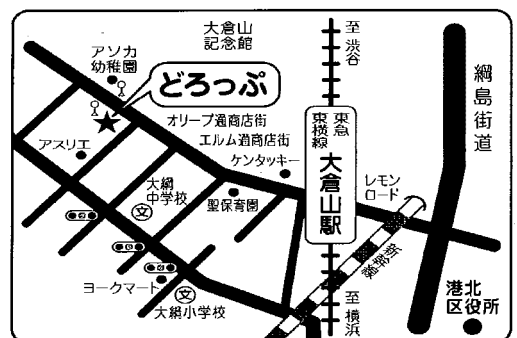 大倉山
記念館
至渋谷
アソカ
幼稚園
どろっぷ
綱島街道
オリーブ通商店街
エルム通商店街
ケンタッキー
東急
東横線
大倉山駅
レモン
ロード
アスリエ
大綱
中学校
文
聖保育園
新幹線
ヨークマート
文
大綱小学校
至横浜
港北
区役所